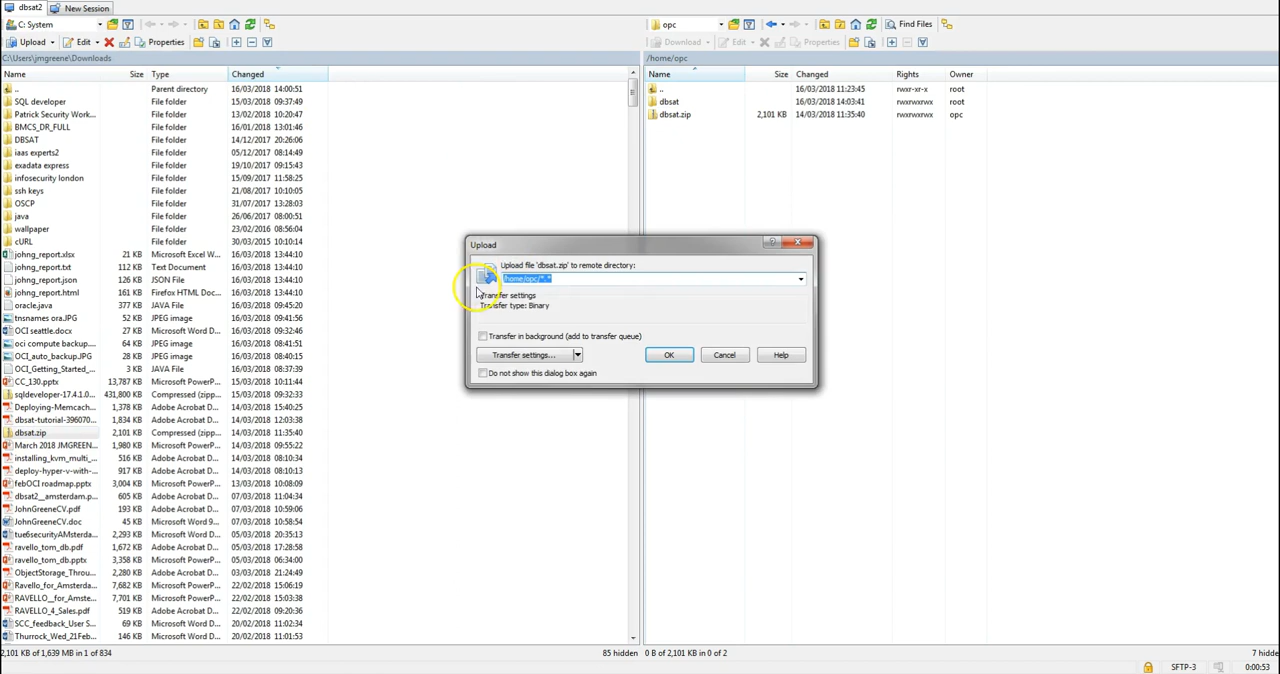 dbsat2 New Session
C: System opc Find Files
Upload Edit Properties Download Edit Properties
C:\Users\jmgreene\Downloads /home/opc
Name Size Type Changed Name Size Changed Rights Owner
.. Parent directory 16/03/2018 14:00:51 .. 16/03/2018 11:23:45 rwxr-xr-x root
SQL developer File folder 15/03/2018 09:37:49 dbsat 16/03/2018 14:03:41 rwxrwxrwx root
Patrick Security Work... File folder 13/02/2018 10:20:47 dbsat.zip 2,101 KB 14/03/2018 11:35:40 rwxrwxrwx opc
BMCS_DR_FULL File folder 16/01/2018 13:01:46
DBSAT File folder 14/12/2017 20:26:06
iaas experts2 File folder 05/12/2017 08:14:49
exadata express File folder 19/10/2017 09:15:43
infosecurity london File folder 15/09/2017 11:58:25
ssh keys File folder 21/08/2017 10:10:05
OSCP File folder 31/07/2017 13:28:03
java File folder 26/06/2017 08:00:51
wallpaper File folder 23/02/2016 08:56:04
cURL File folder 30/03/2015 10:44:14
johng_report.xlsx 21 KB Microsoft Excel W... 16/03/2018 13:44:10
johng_report.txt 112 KB Text Document 16/03/2018 13:44:10
johng_report.json 126 KB JSON File 16/03/2018 13:44:10
johng_report.html 164 KB Firefox HTML Doc... 16/03/2018 13:44:10
oracle.java 3 KB JAVA File 16/03/2018 12:50:34
tnsnames ora.JPG 52 KB JPEG image 16/03/2018 11:56:58
OCI seattle.docx 27 KB Microsoft Word D... 16/03/2018 09:32:46
oci compute backup.... 64 KB JPEG image 16/03/2018 09:17:17
OCI_auto_backup.JPG 28 KB JPEG image 16/03/2018 09:12:58
OCI_Getting_Started_... 3 KB JAVA File 16/03/2018 08:42:10
CC_130.pptx 13,787 KB Microsoft PowerP... 15/03/2018 10:11:44
sqldeveloper-17.4.1.0... 431,800 KB Compressed (zipp... 15/03/2018 09:32:33
Deploying-Memcach... 1,378 KB Adobe Acrobat D... 14/03/2018 15:40:25
dbsat-tutorial-396070... 1,834 KB Adobe Acrobat D... 14/03/2018 12:03:38
dbsat.zip 2,101 KB Compressed (zipp... 14/03/2018 11:35:40
March 2018 JMGREEN... 1,980 KB Microsoft PowerP... 14/03/2018 09:55:22
installing_kvm_multi_... 516 KB Adobe Acrobat D... 14/03/2018 08:10:34
deploy-hyper-v-with-... 917 KB Adobe Acrobat D... 14/03/2018 08:10:13
febOCI roadmap.pptx 3,004 KB Microsoft PowerP... 13/03/2018 10:08:09
dbsat2__amsterdam.p... 605 KB Adobe Acrobat D... 07/03/2018 11:04:34
JohnGreeneCV.pdf 105 KB Adobe Acrobat D... 07/03/2018 10:59:06
JohnGreeneCV.doc 45 KB Microsoft Word 9... 07/03/2018 10:58:54
tue6securityAMsterda... 2,293 KB Microsoft Word D... 06/03/2018 20:35:13
ravello_tom_db.pdf 1,672 KB Adobe Acrobat D... 05/03/2018 17:28:58
ravello_tom_db.pptx 3,358 KB Microsoft PowerP... 05/03/2018 06:34:00
ObjectStorage_Throu... 2,280 KB Adobe Acrobat D... 03/03/2018 21:24:49
Ravello_for_Amsterda... 7,682 KB Microsoft PowerP... 22/02/2018 15:06:19
RAVELLO_for_Amste... 7,701 KB Microsoft PowerP... 22/02/2018 15:03:38
RAVELLO_4_Sales.pdf 519 KB Adobe Acrobat D... 22/02/2018 09:20:36
SCC_feedback_User S... 23 KB Microsoft Word D... 20/02/2018 11:03:04
Thurrock_Wed_21Feb... 146 KB Microsoft Word D... 20/02/2018 11:01:53
Upload
Upload file 'dbsat.zip' to remote directory:
/home/opc/*.*
Transfer settings
Transfer type: Binary
Transfer in background (add to transfer queue)
Transfer settings... OK Cancel Help
Do not show this dialog box again
2,101 KB of 1,639 MB in 1 of 834 85 hidden 0 B of 2,101 KB in 0 of 2 7 hidde
SFTP-3 0:00:53